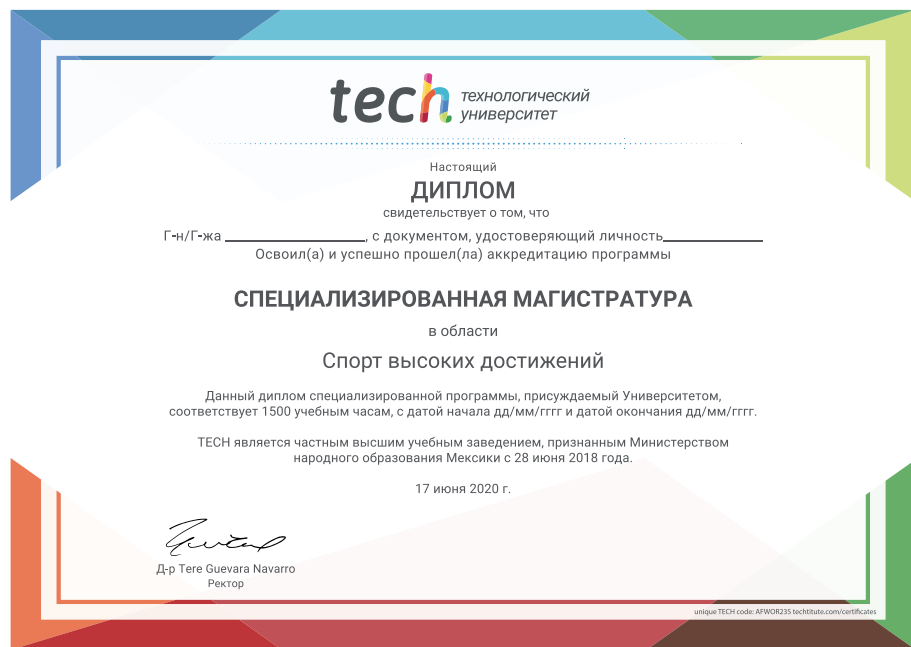 tech технологический
университет
Настоящий
ДИПЛОМ
свидетельствует о том, что
Г-н/Г-жа ____________________, с документом, удостоверяющий личность______________
Освоил(а) и успешно прошел(ла) аккредитацию программы
СПЕЦИАЛИЗИРОВАННАЯ МАГИСТРАТУРА
в области
Спорт высоких достижений
Данный диплом специализированной программы, присуждаемый Университетом,
соответствует 1500 учебным часам, с датой начала дд/мм/гггг и датой окончания дд/мм/гггг.
TECH является частным высшим учебным заведением, признанным Министерством
народного образования Мексики с 28 июня 2018 года.
17 июня 2020 г.
Д-р Tere Guevara Navarro
Ректор
unique TECH code: AFWOR23S techtitute.com/certificates